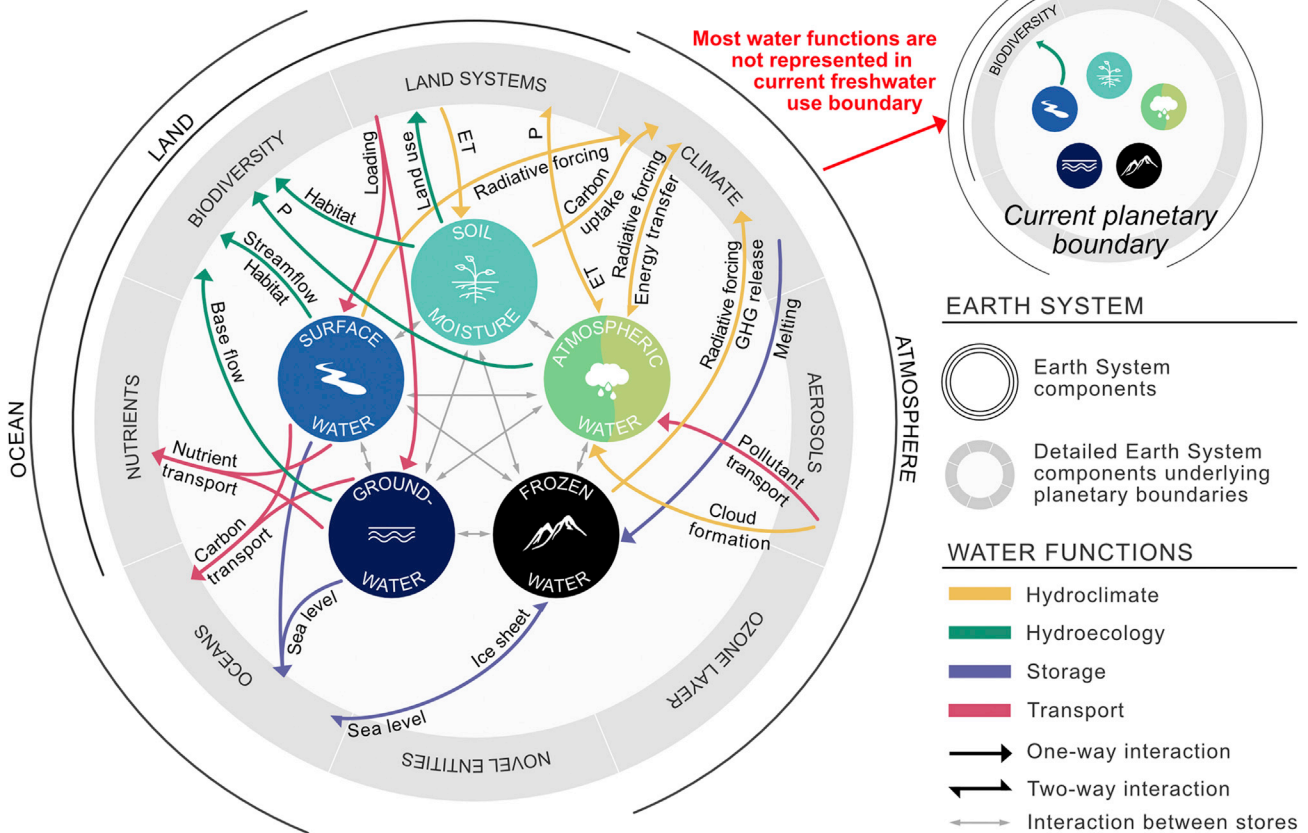 Most water functions are
not represented in
current freshwater
use boundary
BIODIVERSITY
Current planetary
boundary
OCEAN
LAND
ATMOSPHERE
LAND SYSTEMS
CLIMATE
AEROSOLS
OZONE LAYER
NOVEL ENTITIES
OCEANS
NUTRIENTS
BIODIVERSITY
Loading
Land use
ET
Radiative forcing
P
ET
Carbon
uptake
Radiative forcing
Energy transfer
Radiative forcing
GHG release
Melting
Habitat
P
Streamflow
Habitat
Base flow
SOIL
MOISTURE
SURFACE
WATER
ATMOSPHERIC
WATER
GROUND-
WATER
FROZEN
WATER
Nutrient
transport
Carbon
transport
Pollutant
transport
Cloud
formation
Sea level
Ice sheet
Sea level
EARTH SYSTEM
Earth System
components
Detailed Earth System
components underlying
planetary boundaries
WATER FUNCTIONS
Hydroclimate
Hydroecology
Storage
Transport
One-way interaction
Two-way interaction
Interaction between stores